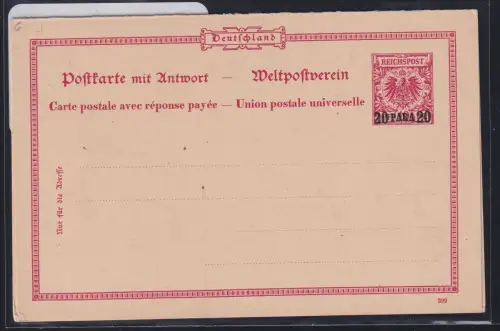 Deutschland
Postkarte mit Antwort — Weltpostverein
Carte postale avec réponse payée — Union postale universelle
REICHSPOST
20 PARA 20
Nur für die Adresse